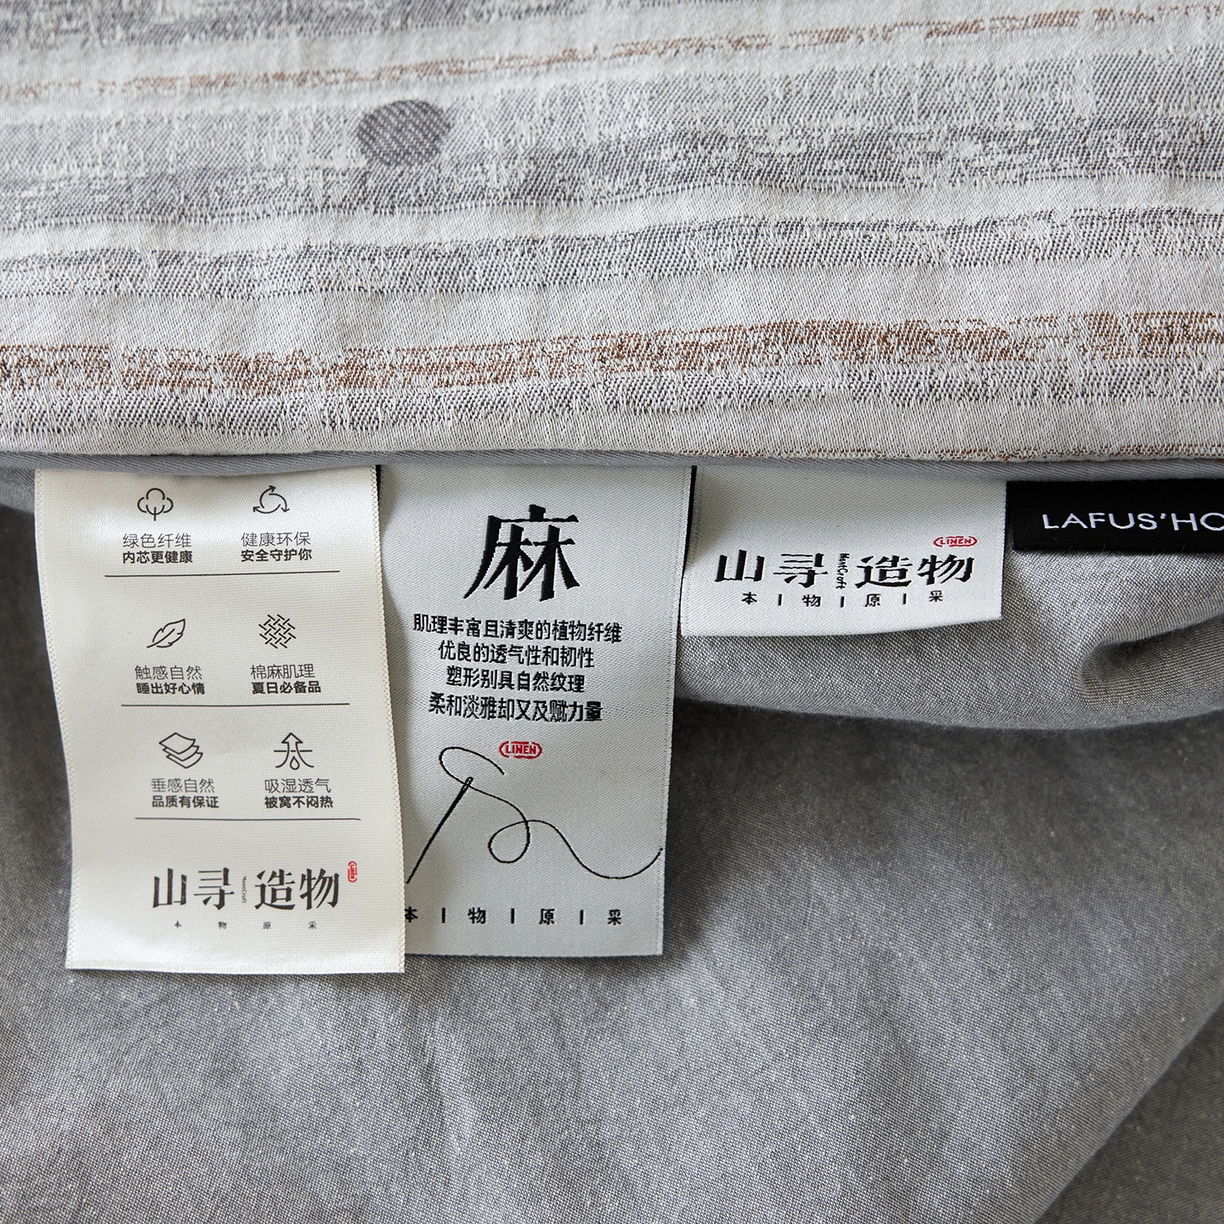 绿色纤维
内芯更健康
健康环保
安全守护你
触感自然
睡出好心情
棉麻肌理
夏日必备品
垂感自然
品质有保证
吸湿透气
被窝不闷热
山寻 造物
本 物 原 采
麻
肌理丰富且清爽的植物纤维
优良的透气性和韧性
塑形别具自然纹理
柔和淡雅却又及赋力量
LINEN
本 | 物 | 原 | 采
LINEN
山寻 造物
本 | 物 | 原 | 采
LAFUS'HO